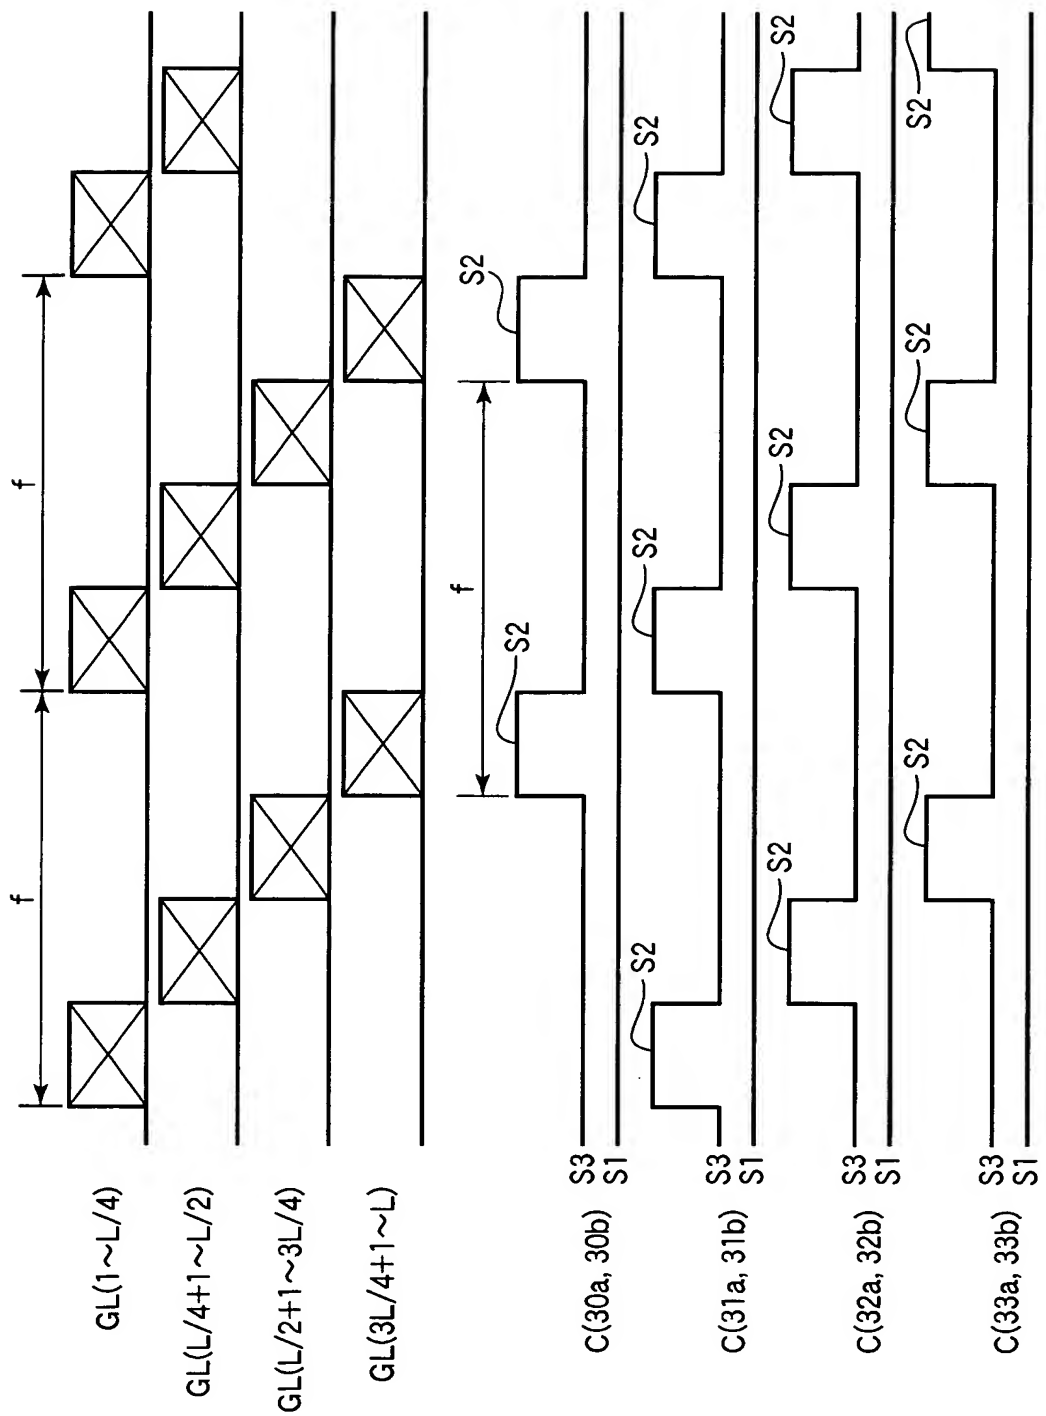 f
f
GL(1~L/4)
GL(L/4+1~L/2)
GL(L/2+1~3L/4)
GL(3L/4+1~L)
f
S2
S2
C(30a, 30b)
S3
S1
S2
S2
S2
C(31a, 31b)
S3
S1
S2
S2
S2
C(32a, 32b)
S3
S1
S2
S2
S2
C(33a, 33b)
S3
S1